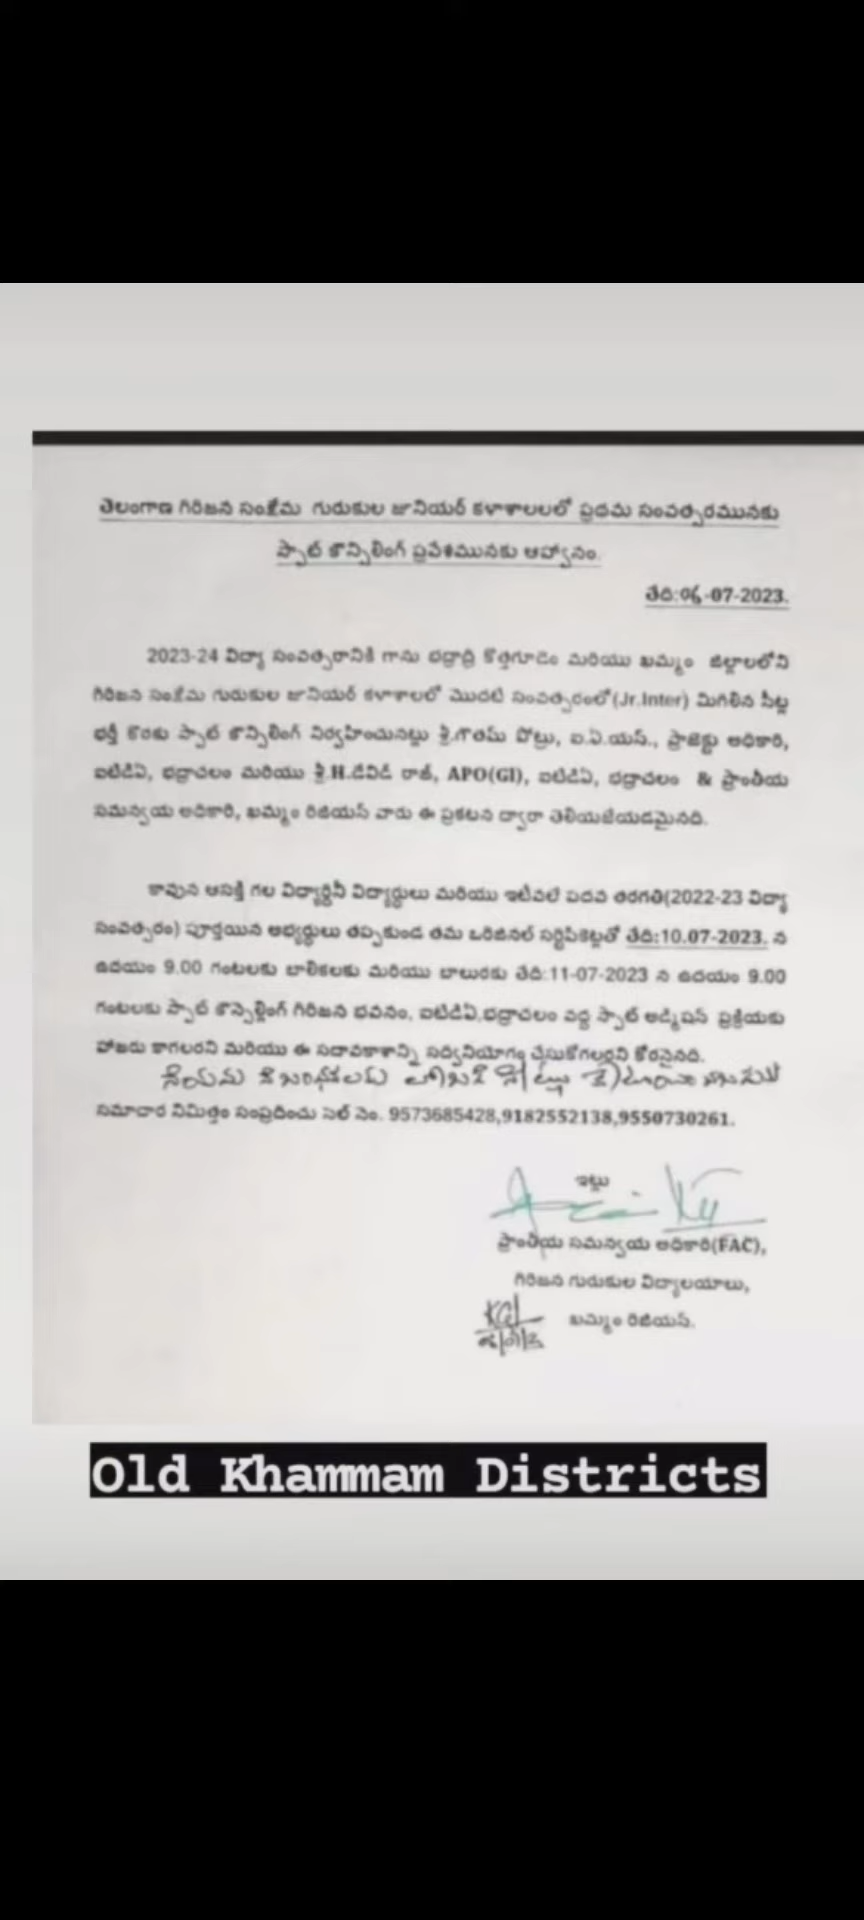 తెలంగాణ గిరిజన సంక్షేమ గురుకుల జూనియర్ కళాశాలలలో ప్రథమ సంవత్సరమునకు
స్పాట్ కౌన్సిలింగ్ ప్రవేశమునకు ఆహ్వానం.
తేది:06-07-2023.
2023-24 విద్యా సంవత్సరానికి గాను భద్రాద్రి కొత్తగూడెం మరియు ఖమ్మం జిల్లాలలోని
గిరిజన సంక్షేమ గురుకుల జూనియర్ కళాశాలలో మొదటి సంవత్సరంలో(Jr.Inter) మిగిలిన సీట్ల
భర్తీ కొరకు స్పాట్ కౌన్సిలింగ్ నిర్వహించునట్లు శ్రీ.గౌతమ్ పోట్రు, ఐ.ఏ.యస్., ప్రాజెక్టు అధికారి,
ఐటిడిఏ, భద్రాచలం మరియు శ్రీ.H.డేవిడ్ రాజ్, APO(GI), ఐటిడిఏ, భద్రాచలం & ప్రాంతీయ
సమన్వయ అధికారి, ఖమ్మం రిజియన్ వారు ఈ ప్రకటన ద్వారా తెలియజేయడమైనది.
కావున ఆసక్తి గల విద్యార్థినీ విద్యార్థులు మరియు ఇటీవలే పదవ తరగతి(2022-23 విద్యా
సంవత్సరం) పూర్తయిన అభ్యర్థులు తప్పకుండ తమ ఒరిజినల్ సర్టిఫికెట్లతో తేది:10.07-2023. న
ఉదయం 9.00 గంటలకు బాలికలకు మరియు బాలురకు తేది:11-07-2023 న ఉదయం 9.00
గంటలకు స్పాట్ కౌన్సెల్లింగ్ గిరిజన భవనం, ఐటిడిఏ,భద్రాచలం వద్ద స్పాట్ అడ్మిషన్ ప్రక్రియకు
హాజరు కాగలరని మరియు ఈ సదావకాశాన్ని సద్వినియోగం చేసుకోగలరని కోరనైనది.
సమాచార నిమిత్తం సంప్రదించు సెల్ నెం. 9573685428,9182552138,9550730261.
ఇట్లు
ప్రాంతీయ సమన్వయ అధికారి(FAC),
గిరిజన గురుకుల విద్యాలయాలు,
ఖమ్మం రిజియన్.
Old Khammam Districts